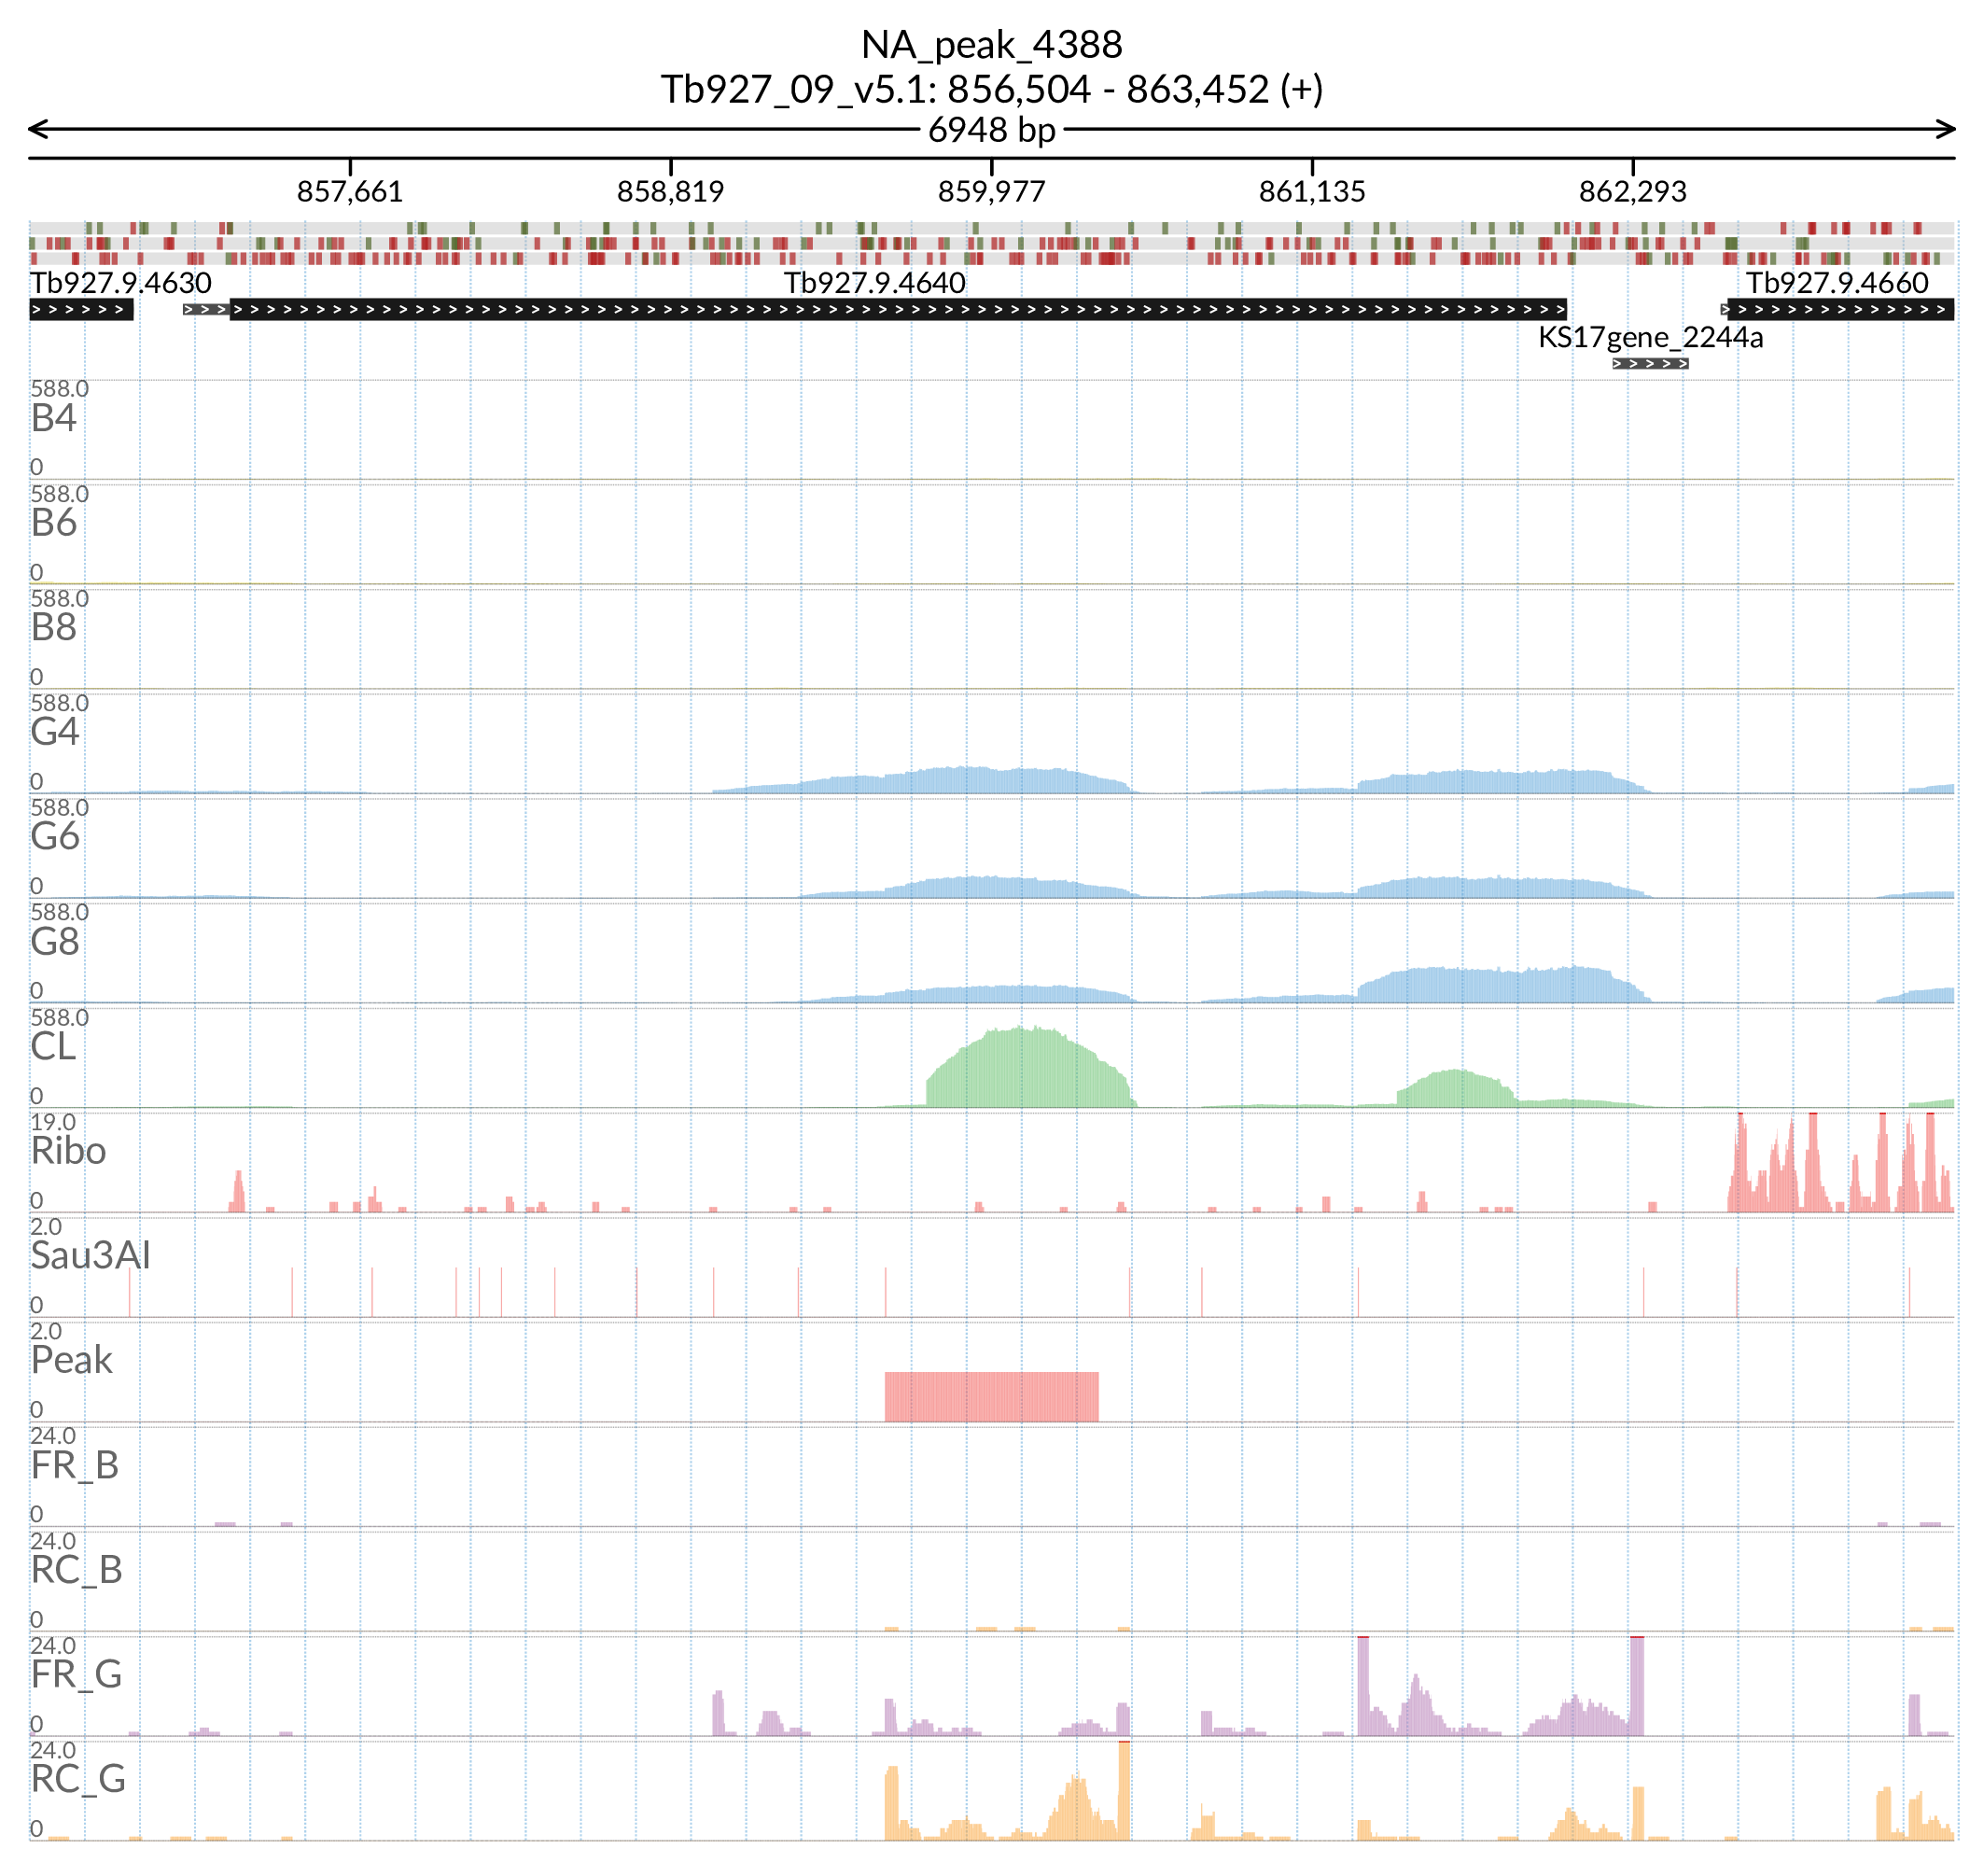 NA_peak_4388
Tb927_09_v5.1: 856,504 - 863,452 (+)
6948 bp
857,661 858,819 859,977 861,135 862,293
Tb927.9.4630 Tb927.9.4640 Tb927.9.4660
KS17gene_2244a
588.0
B4
0
588.0
B6
0
588.0
B8
0
588.0
G4
0
588.0
G6
0
588.0
G8
0
588.0
CL
0
19.0
Ribo
0
2.0
Sau3AI
0
2.0
Peak
0
24.0
FR_B
0
24.0
RC_B
0
24.0
FR_G
0
24.0
RC_G
0